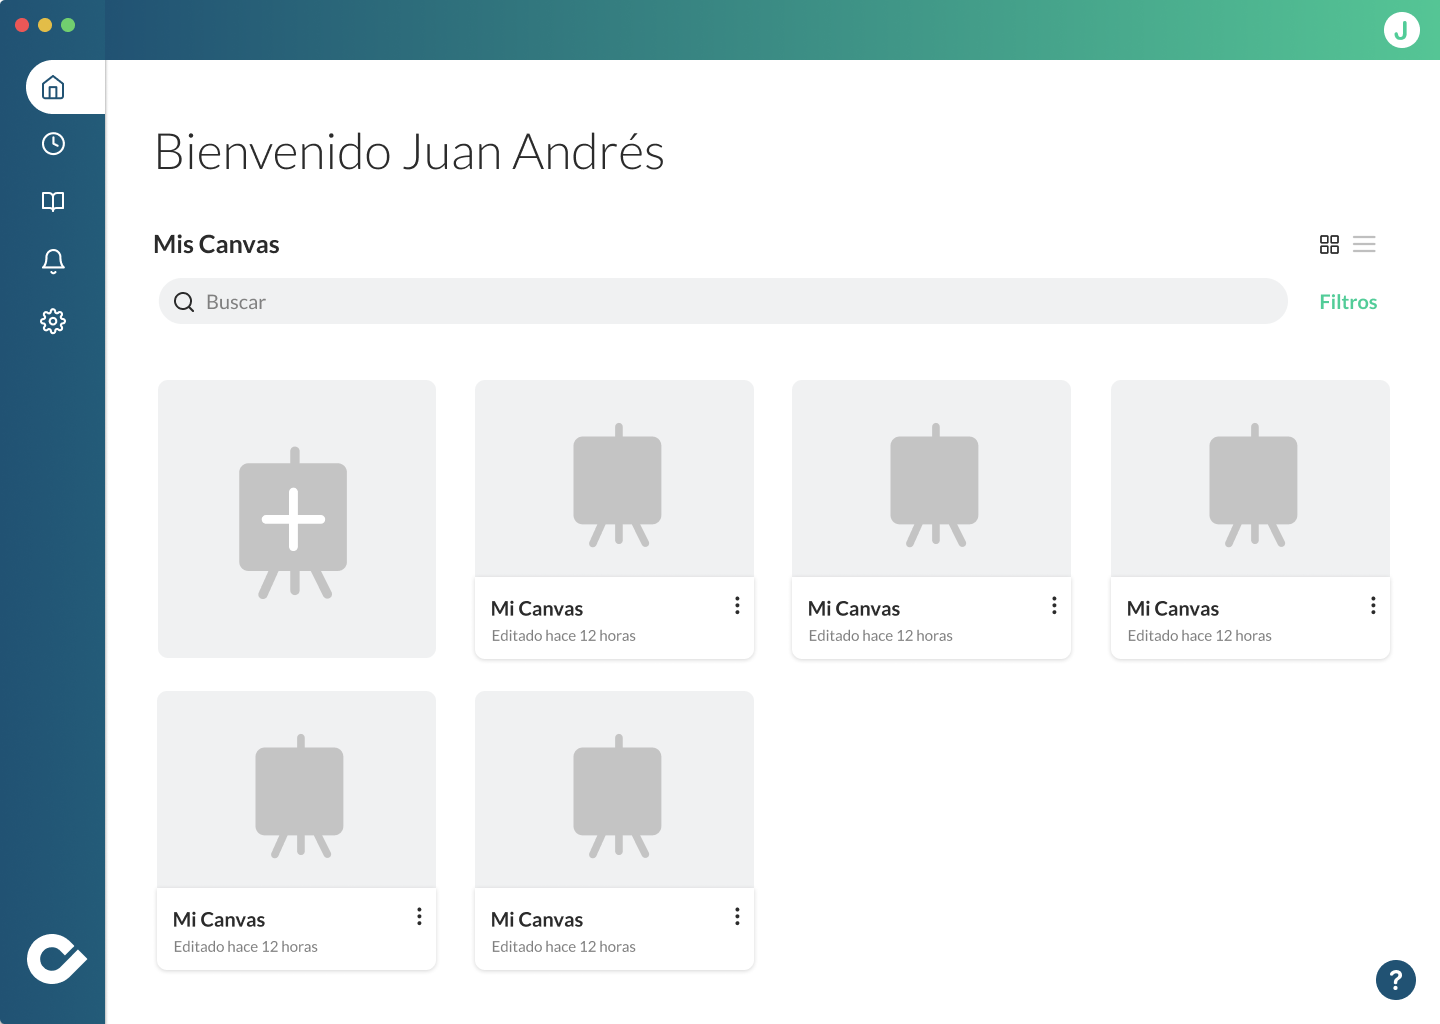 J
Bienvenido Juan Andrés
Mis Canvas
Buscar
Filtros
Mi Canvas
Editado hace 12 horas
Mi Canvas
Editado hace 12 horas
Mi Canvas
Editado hace 12 horas
Mi Canvas
Editado hace 12 horas
Mi Canvas
Editado hace 12 horas
?